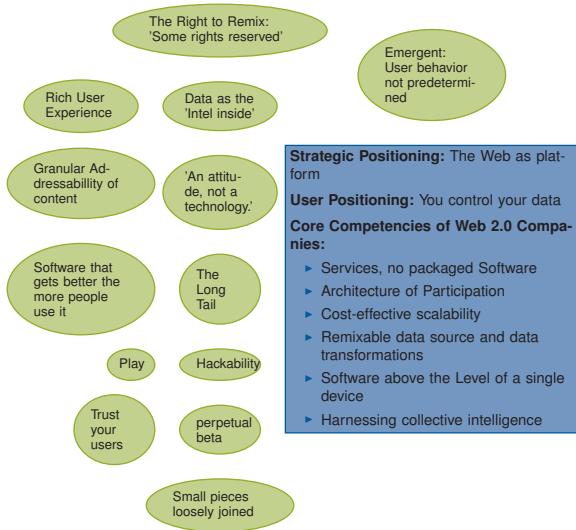 The Right to Remix:
'Some rights reserved'
Emergent:
User behavior
not predetermi-
ned
Rich User
Experience
Data as the
'Intel inside'
Granular Ad-
dressabillity of
content
'An attitu-
de, not a
technology.'
Software that
gets better the
more people
use it
The
Long
Tail
Play
Hackability
Trust
your
users
perpetual
beta
Small pieces
loosely joined
Strategic Positioning: The Web as plat-
form
User Positioning: You control your data
Core Competencies of Web 2.0 Compa-
nies:
► Services, no packaged Software
► Architecture of Participation
► Cost-effective scalability
► Remixable data source and data
transformations
► Software above the Level of a single
device
► Harnessing collective intelligence